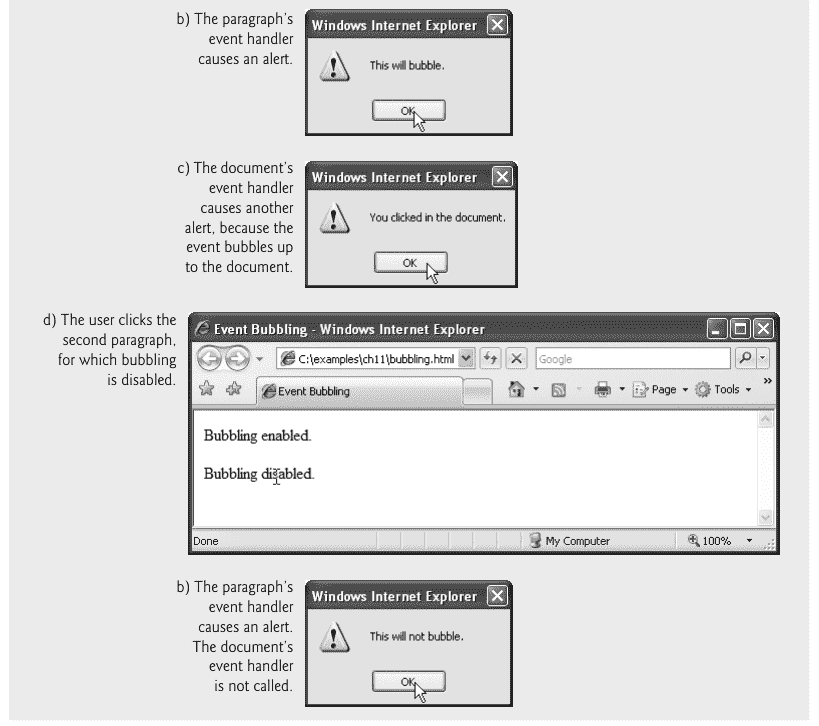 b) The paragraph's
event handler
causes an alert.
Windows Internet Explorer
This will bubble.
OK
c) The document's
event handler
causes another
alert, because the
event bubbles up
to the document.
Windows Internet Explorer
You clicked in the document.
OK
d) The user clicks the
second paragraph,
for which bubbling
is disabled.
Event Bubbling - Windows Internet Explorer
C:\examples\ch11\bubbling.html
Google
Event Bubbling
Page
Tools
Bubbling enabled.
Bubbling disabled.
Done
My Computer
100%
b) The paragraph's
event handler
causes an alert.
The document's
event handler
is not called.
Windows Internet Explorer
This will not bubble.
OK